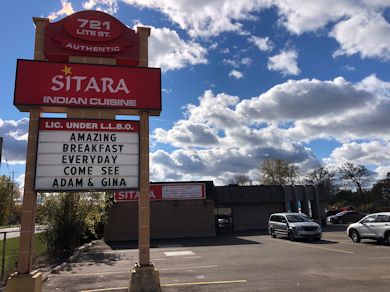 721
LITE ST.
AUTHENTIC
SITARA
INDIAN CUISINE
LIC. UNDER L.L.B.O.
AMAZING
BREAKFAST
EVERYDAY
COME SEE
ADAM & GINA
SITARA